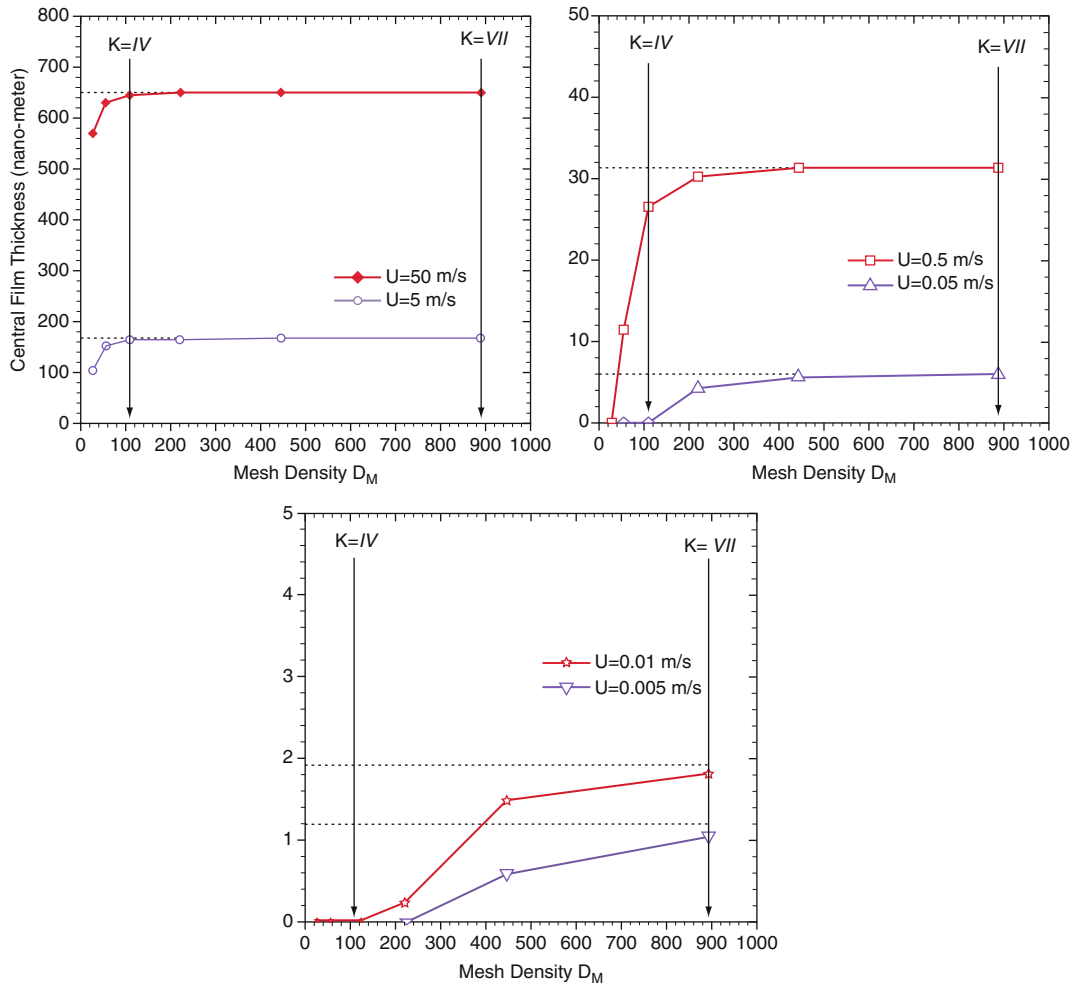 Central Film Thickness (nano-meter)
800
700
600
500
400
300
200
100
0
K=IV
K=VII
U=50 m/s
U=5 m/s
0 100 200 300 400 500 600 700 800 900 1000
Mesh Density DM
50
40
30
20
10
0
K=IV
K=VII
U=0.5 m/s
U=0.05 m/s
0 100 200 300 400 500 600 700 800 900 1000
Mesh Density DM
5
4
3
2
1
0
K=IV
K= VII
U=0.01 m/s
U=0.005 m/s
0 100 200 300 400 500 600 700 800 900 1000
Mesh Density DM